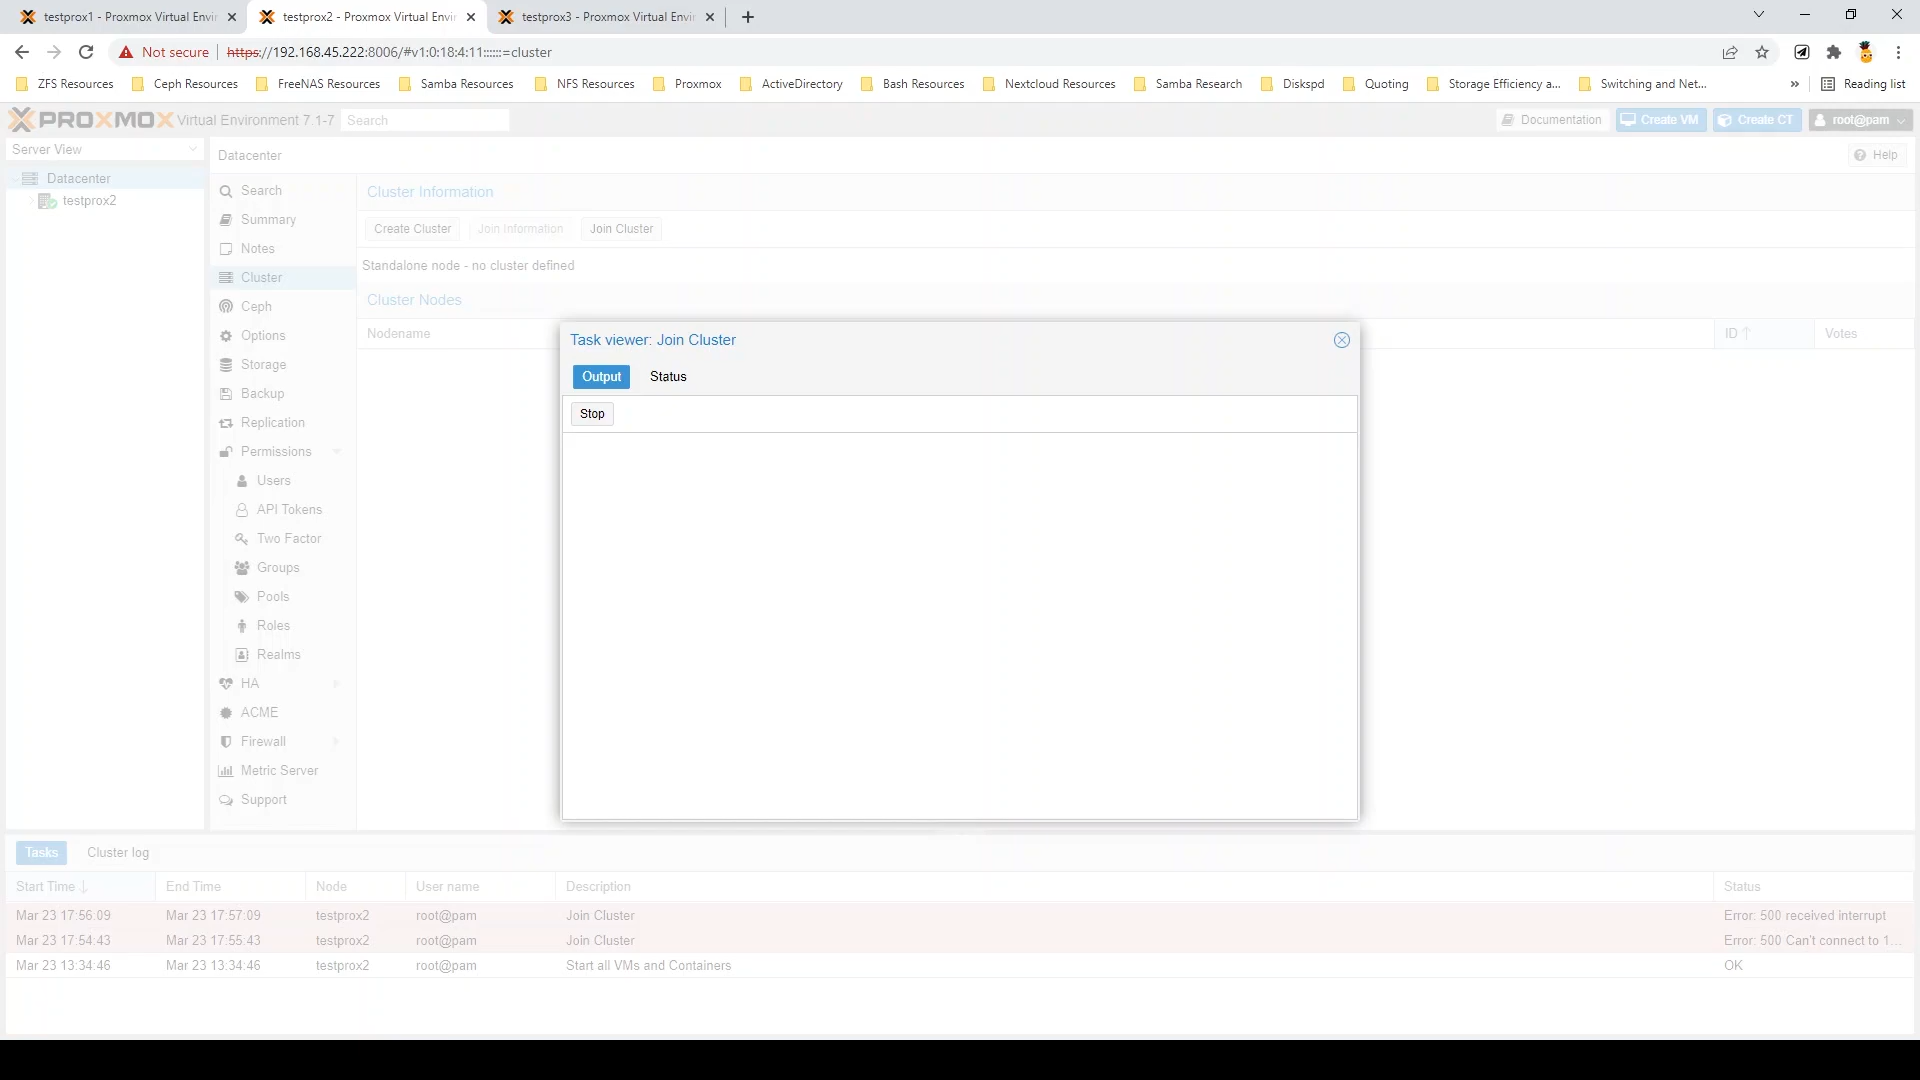 testprox1 - Proxmox Virtual Envir
testprox2 - Proxmox Virtual Envir
testprox3 - Proxmox Virtual Envir
Not secure
https://192.168.45.222:8006/#v1:0:18:4:11::::::=cluster
ZFS Resources
Ceph Resources
FreeNAS Resources
Samba Resources
NFS Resources
Proxmox
ActiveDirectory
Bash Resources
Nextcloud Resources
Samba Research
Diskspd
Quoting
Storage Efficiency a...
Switching and Net...
»
Reading list
PROXMOX Virtual Environment 7.1-7
Search
Documentation
Create VM
Create CT
root@pam
Server View
Datacenter
testprox2
Datacenter
Help
Search
Summary
Notes
Cluster
Ceph
Options
Storage
Backup
Replication
Permissions
Users
API Tokens
Two Factor
Groups
Pools
Roles
Realms
HA
ACME
Firewall
Metric Server
Support
Cluster Information
Create Cluster
Join Information
Join Cluster
Standalone node - no cluster defined
Cluster Nodes
Nodename
ID ↑
Votes
Task viewer: Join Cluster
Output
Status
Stop
Tasks
Cluster log
Start Time ↓ End Time Node User name Description Status
Mar 23 17:56:09 Mar 23 17:57:09 testprox2 root@pam Join Cluster Error: 500 received interrupt
Mar 23 17:54:43 Mar 23 17:55:43 testprox2 root@pam Join Cluster Error: 500 Can't connect to 1...
Mar 23 13:34:46 Mar 23 13:34:46 testprox2 root@pam Start all VMs and Containers OK